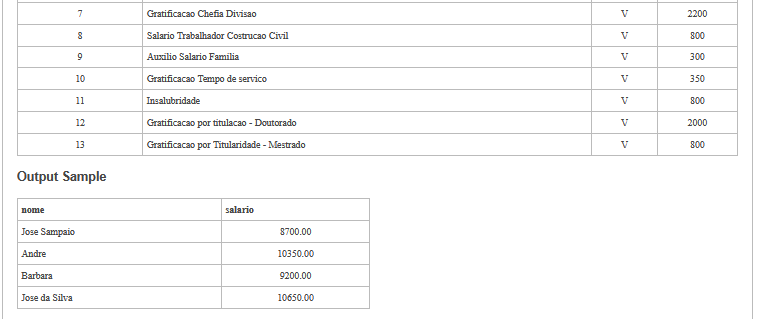 7 Gratificacao Chefia Divisao V 2200
8 Salario Trabalhador Costrucao Civil V 800
9 Auxilio Salario Familia V 300
10 Gratificacao Tempo de servico V 350
11 Insalubridade V 800
12 Gratificacao por titulacao - Doutorado V 2000
13 Gratificacao por Titularidade - Mestrado V 800
Output Sample
nome salario
Jose Sampaio 8700.00
Andre 10350.00
Barbara 9200.00
Jose da Silva 10650.00